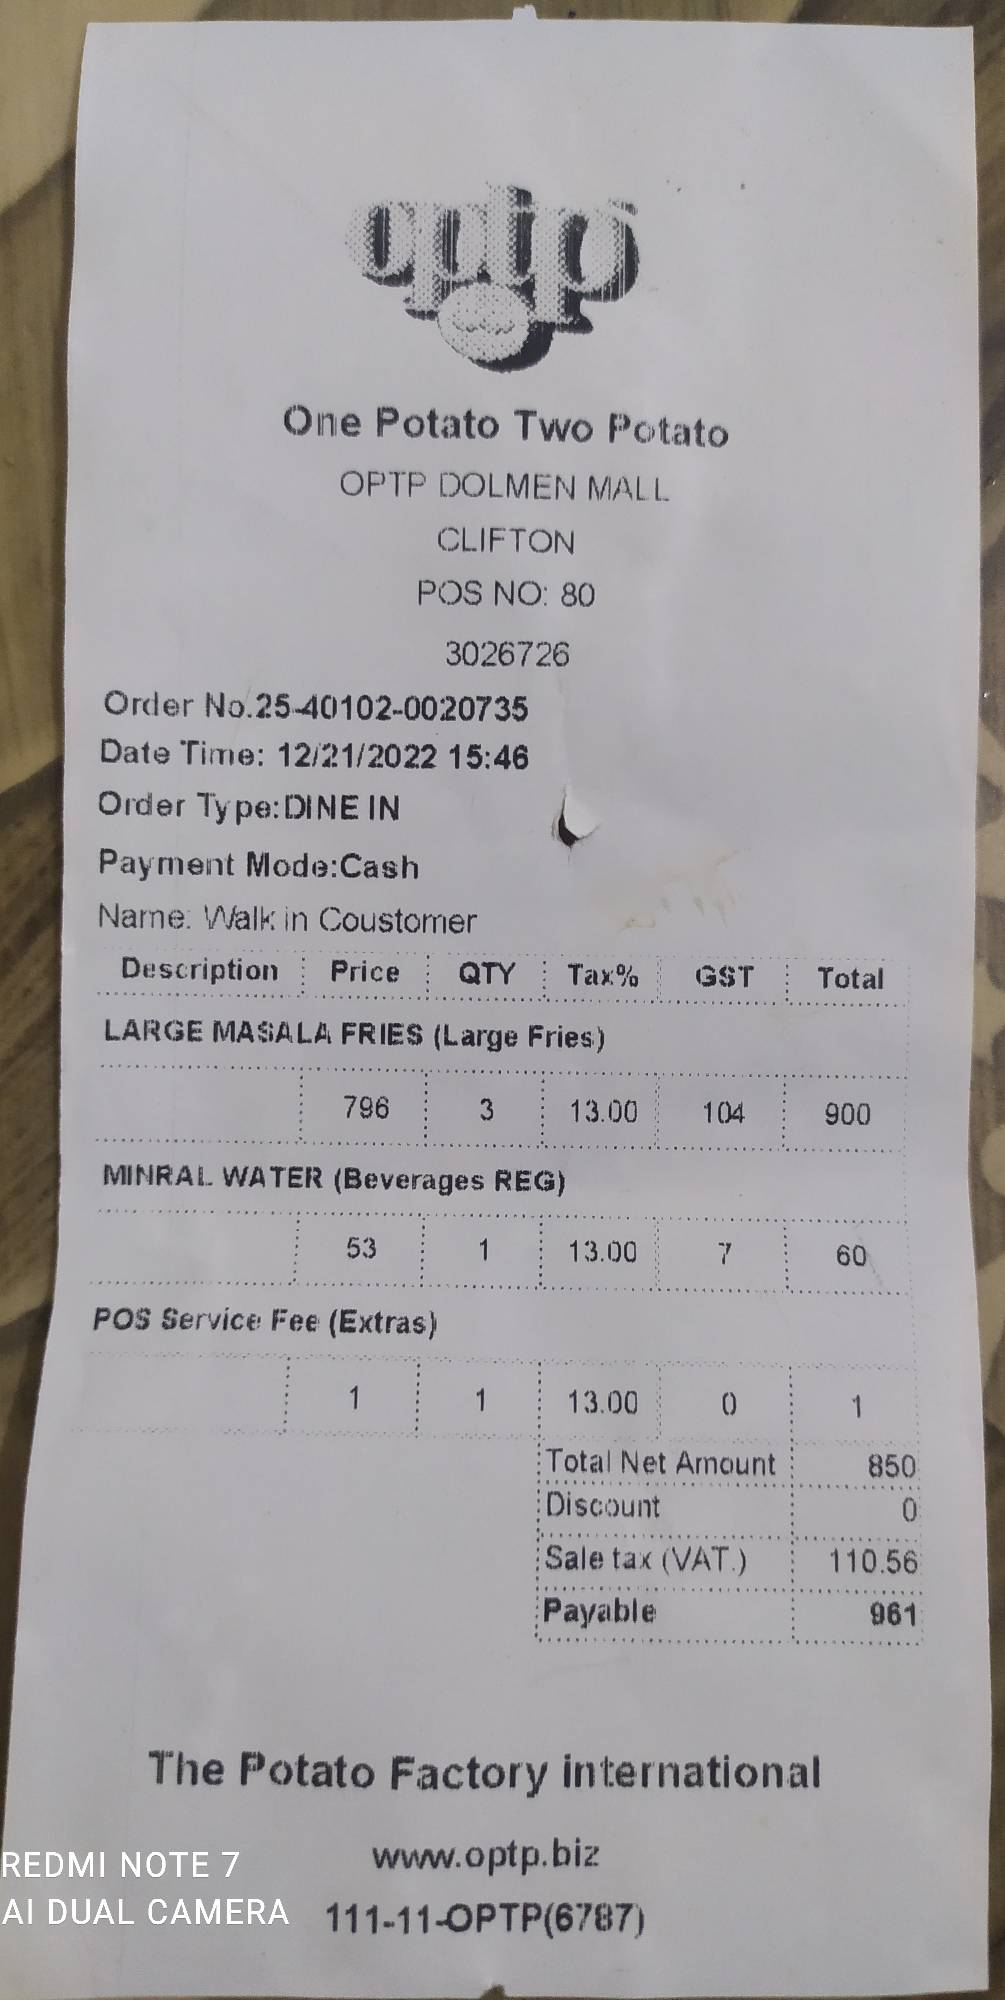 optp
One Potato Two Potato
OPTP DOLMEN MALL
CLIFTON
POS NO: 80
3026726
Order No.25-40102-0020735
Date Time: 12/21/2022 15:46
Order Type:DINE IN
Payment Mode:Cash
Name: Walk in Coustomer
Description Price QTY Tax% GST Total
LARGE MASALA FRIES (Large Fries)
796 3 13.00 104 900
MINRAL WATER (Beverages REG)
53 1 13.00 7 60
POS Service Fee (Extras)
1 1 13.00 0 1
Total Net Amount 850
Discount 0
Sale tax (VAT.) 110.56
Payable 961
The Potato Factory international
www.optp.biz
111-11-OPTP(6787)
REDMI NOTE 7
AI DUAL CAMERA